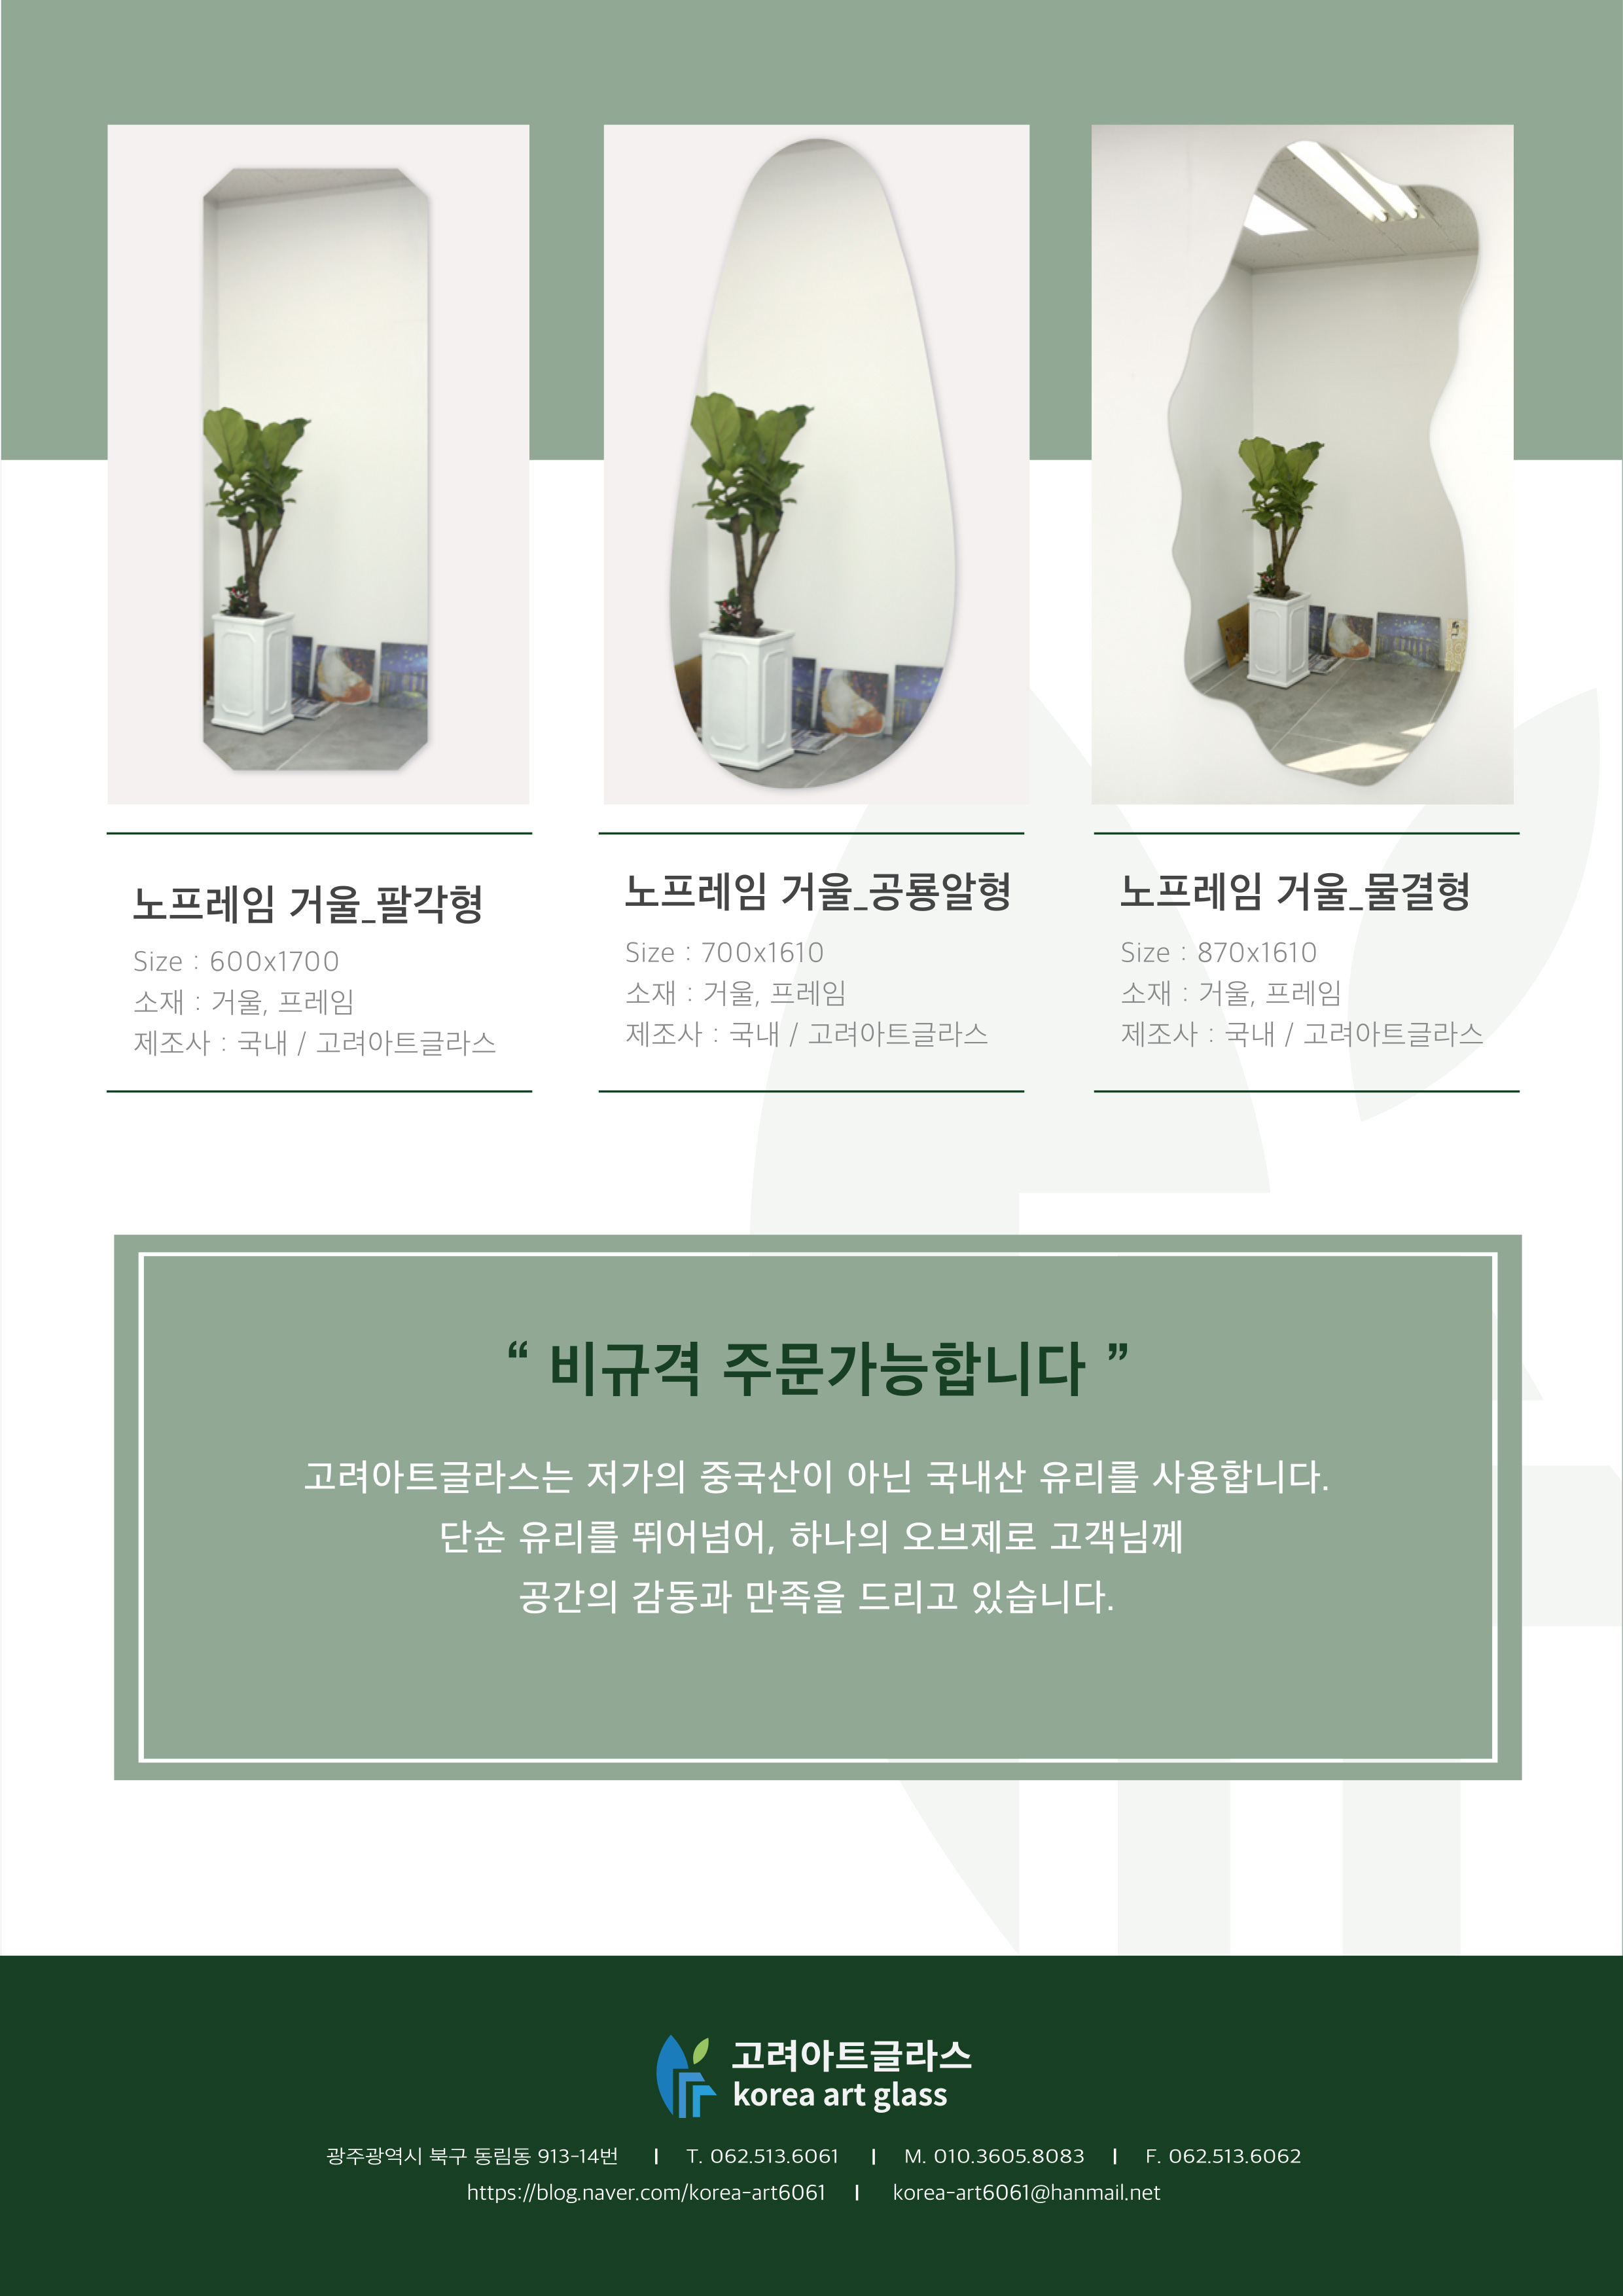 노프레임 거울_팔각형
Size : 600x1700
소재 : 거울, 프레임
제조사 : 국내 / 고려아트글라스
노프레임 거울_공룡알형
Size : 700x1610
소재 : 거울, 프레임
제조사 : 국내 / 고려아트글라스
노프레임 거울_물결형
Size : 870x1610
소재 : 거울, 프레임
제조사 : 국내 / 고려아트글라스
“ 비규격 주문가능합니다 ”
고려아트글라스는 저가의 중국산이 아닌 국내산 유리를 사용합니다.
단순 유리를 뛰어넘어, 하나의 오브제로 고객님께
공간의 감동과 만족을 드리고 있습니다.
고려아트글라스
korea art glass
광주광역시 북구 동림동 913-14번 | T. 062.513.6061 | M. 010.3605.8083 | F. 062.513.6062
https://blog.naver.com/korea-art6061 | korea-art6061@hanmail.net